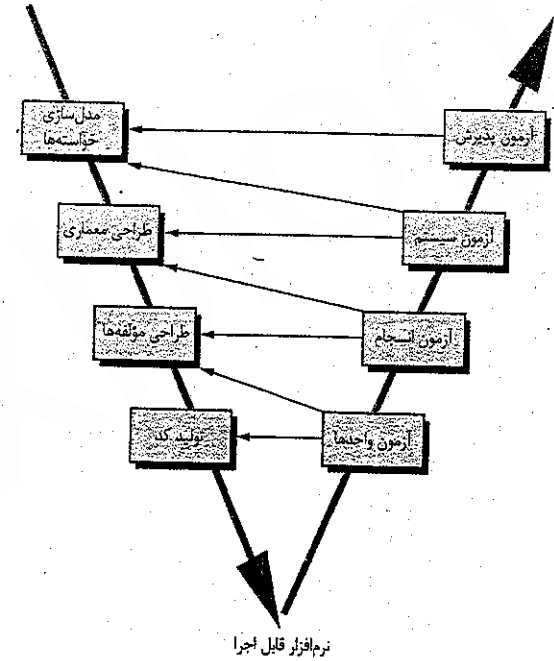 مدل‌سازی
خواسته‌ها
آزمون پذیرش
طراحی معماری
آزمون سیستم
طراحی مؤلفه‌ها
آزمون انسجام
تولید کد
آزمون واحدها
نرم‌افزار قابل اجرا